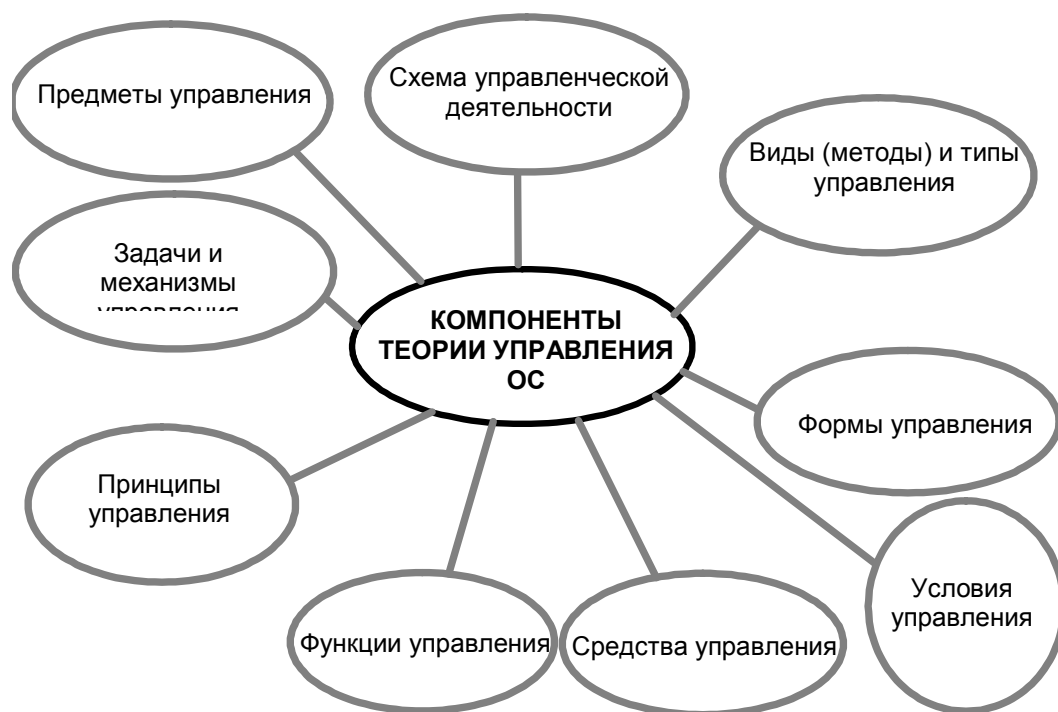 Схема управленческой
деятельности
Предметы управления
Виды (методы) и типы
управления
Задачи и
механизмы
управления
КОМПОНЕНТЫ
ТЕОРИИ УПРАВЛЕНИЯ
ОС
Формы управления
Принципы
управления
Условия
управления
Функции управления
Средства управления